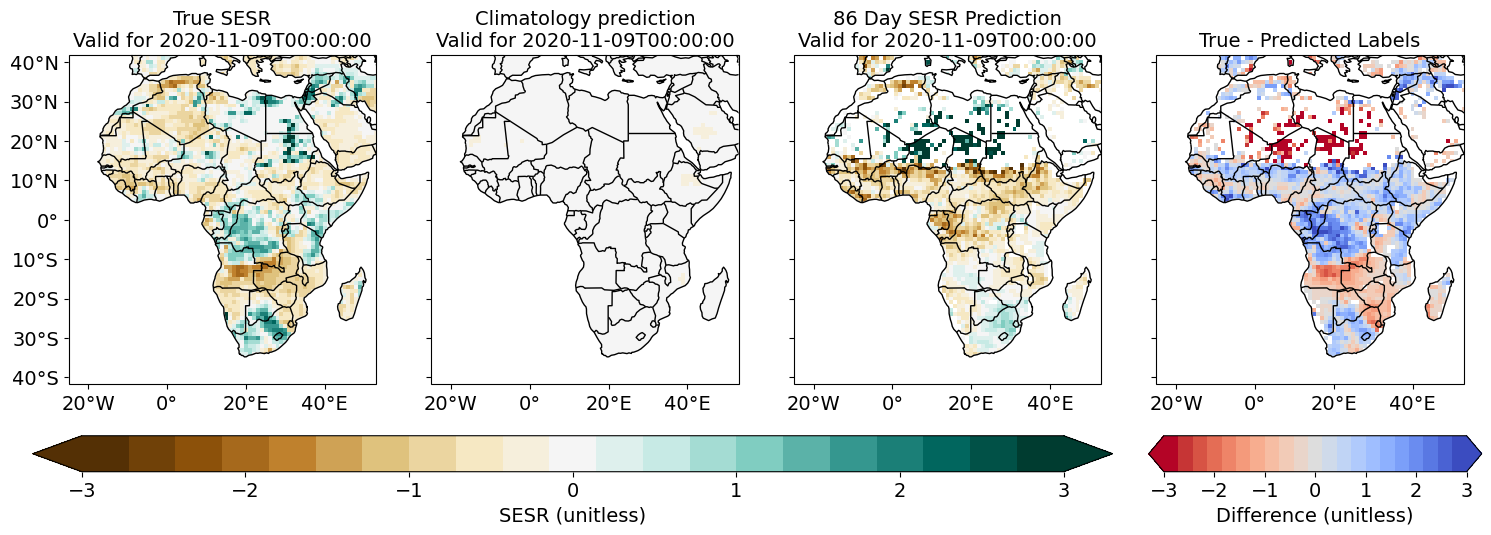 True SESR
Valid for 2020-11-09T00:00:00
Climatology prediction
Valid for 2020-11-09T00:00:00
86 Day SESR Prediction
Valid for 2020-11-09T00:00:00
True - Predicted Labels
40°N
30°N
20°N
10°N
0°
10°S
20°S
30°S
40°S
20°W 0° 20°E 40°E
20°W 0° 20°E 40°E
20°W 0° 20°E 40°E
20°W 0° 20°E 40°E
−3 −2 −1 0 1 2 3
SESR (unitless)
−3 −2 −1 0 1 2 3
Difference (unitless)